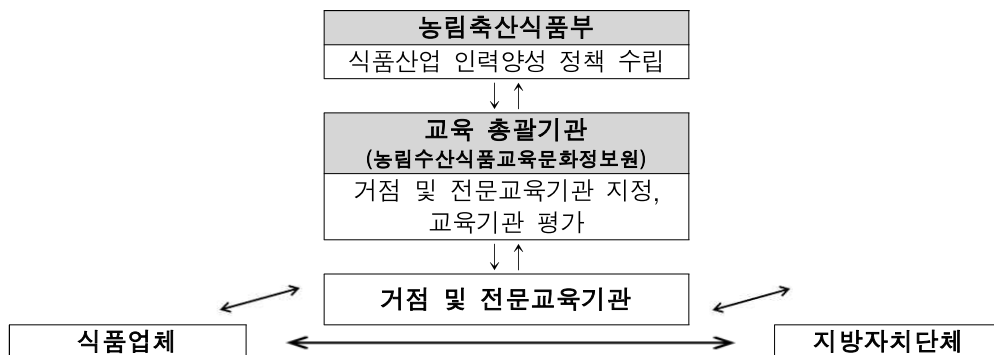 농림축산식품부
식품산업 인력양성 정책 수립
교육 총괄기관
(농림수산식품교육문화정보원)
거점 및 전문교육기관 지정,
교육기관 평가
거점 및 전문교육기관
식품업체
지방자치단체